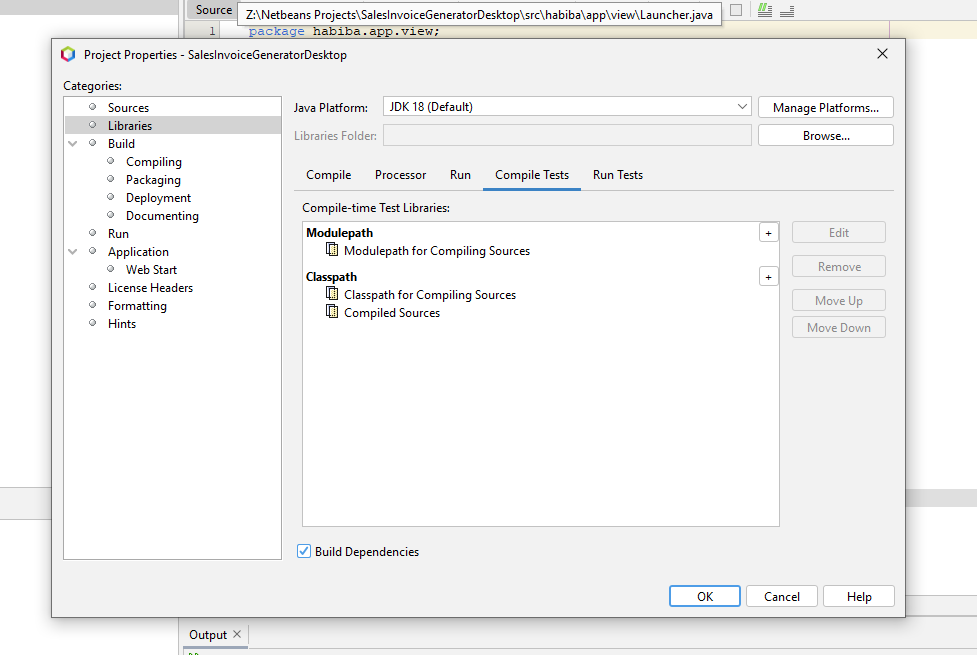 Source
Z:\Netbeans Projects\SalesInvoiceGeneratorDesktop\src\habiba\app\view\Launcher.java
1 package habiba.app.view;
Project Properties - SalesInvoiceGeneratorDesktop
Categories:
Sources
Libraries
Build
Compiling
Packaging
Deployment
Documenting
Run
Application
Web Start
License Headers
Formatting
Hints
Java Platform: JDK 18 (Default) Manage Platforms...
Libraries Folder: Browse...
Compile Processor Run Compile Tests Run Tests
Compile-time Test Libraries:
Modulepath +
Modulepath for Compiling Sources
Classpath +
Classpath for Compiling Sources
Compiled Sources
Edit
Remove
Move Up
Move Down
Build Dependencies
OK Cancel Help
Output